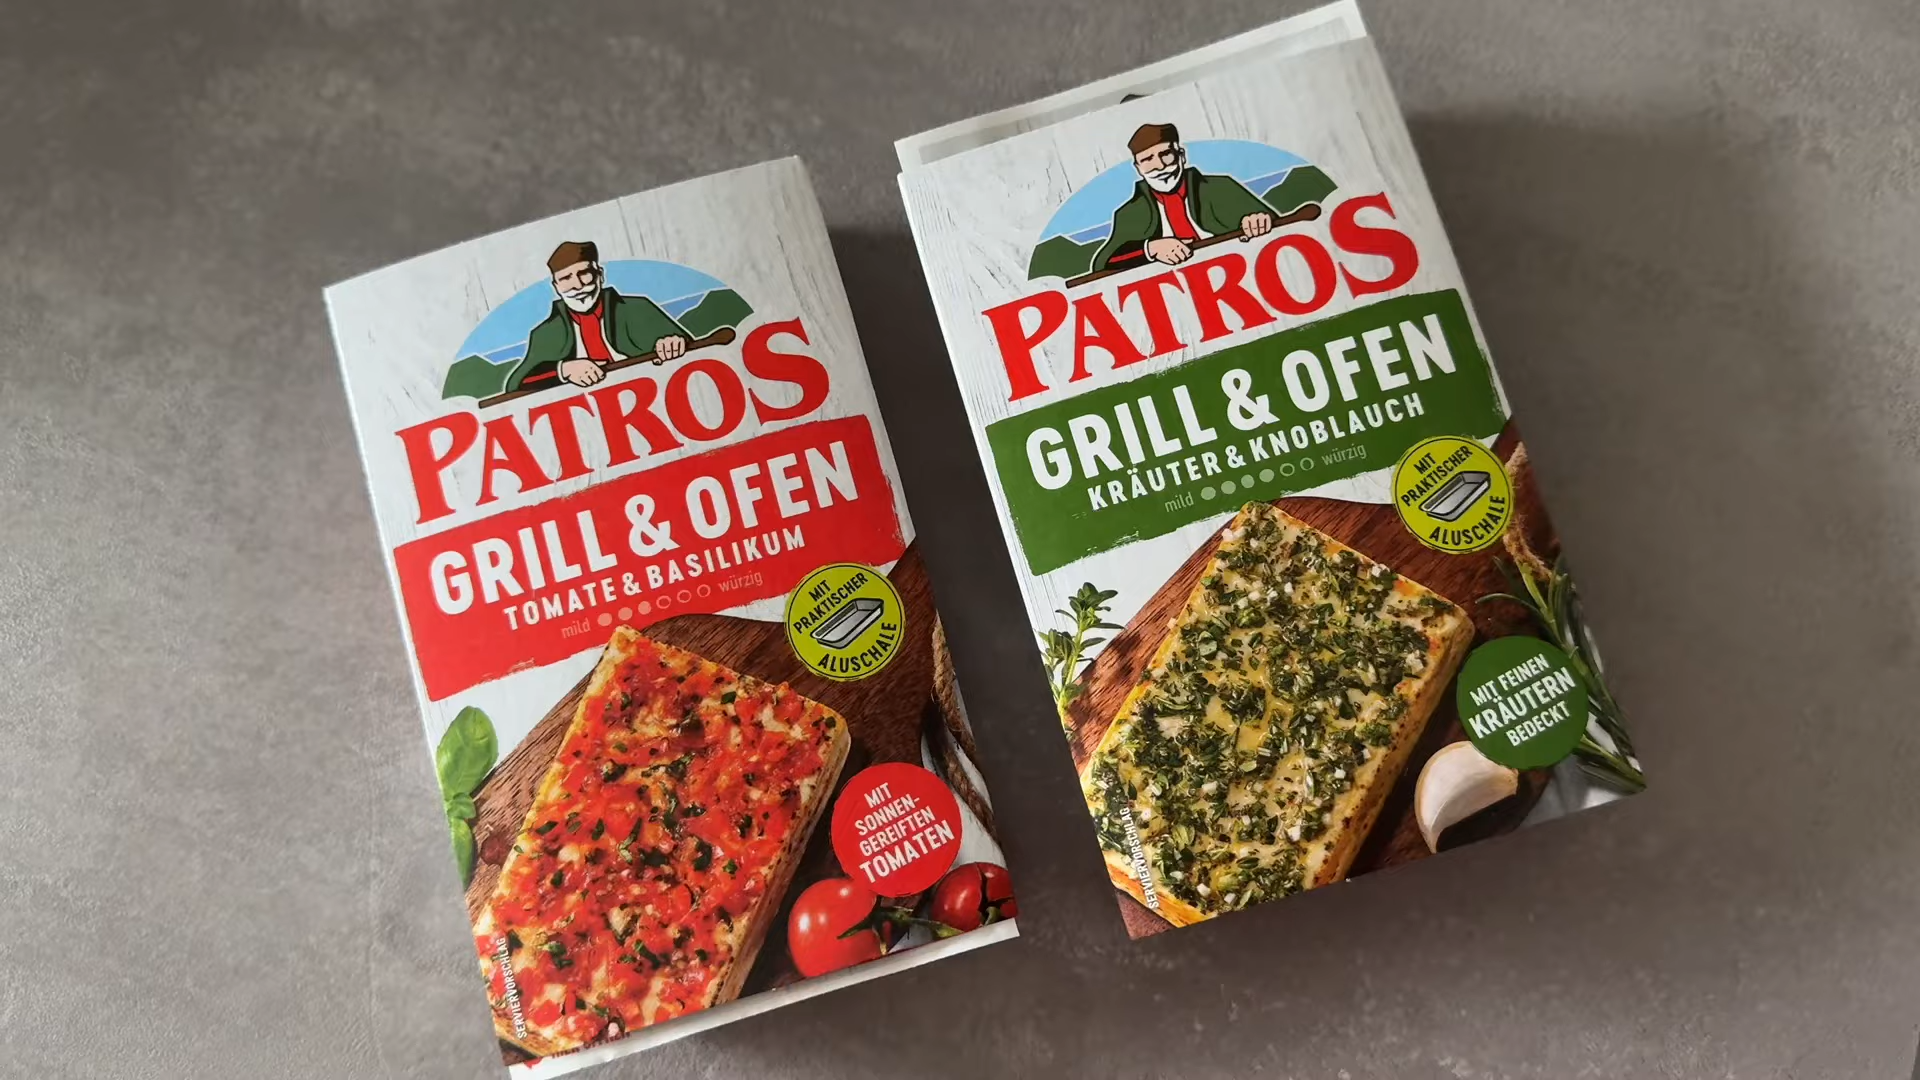 PATROS
GRILL & OFEN
TOMATE & BASILIKUM
mild würzig
MIT
PRAKTISCHER
ALUSCHALE
MIT
SONNEN-
GEREIFTEN
TOMATEN
SERVIERVORSCHLAG
PATROS
GRILL & OFEN
KRÄUTER & KNOBLAUCH
mild würzig
MIT
PRAKTISCHER
ALUSCHALE
MIT FEINEN
KRÄUTERN
BEDECKT
SERVIERVORSCHLAG